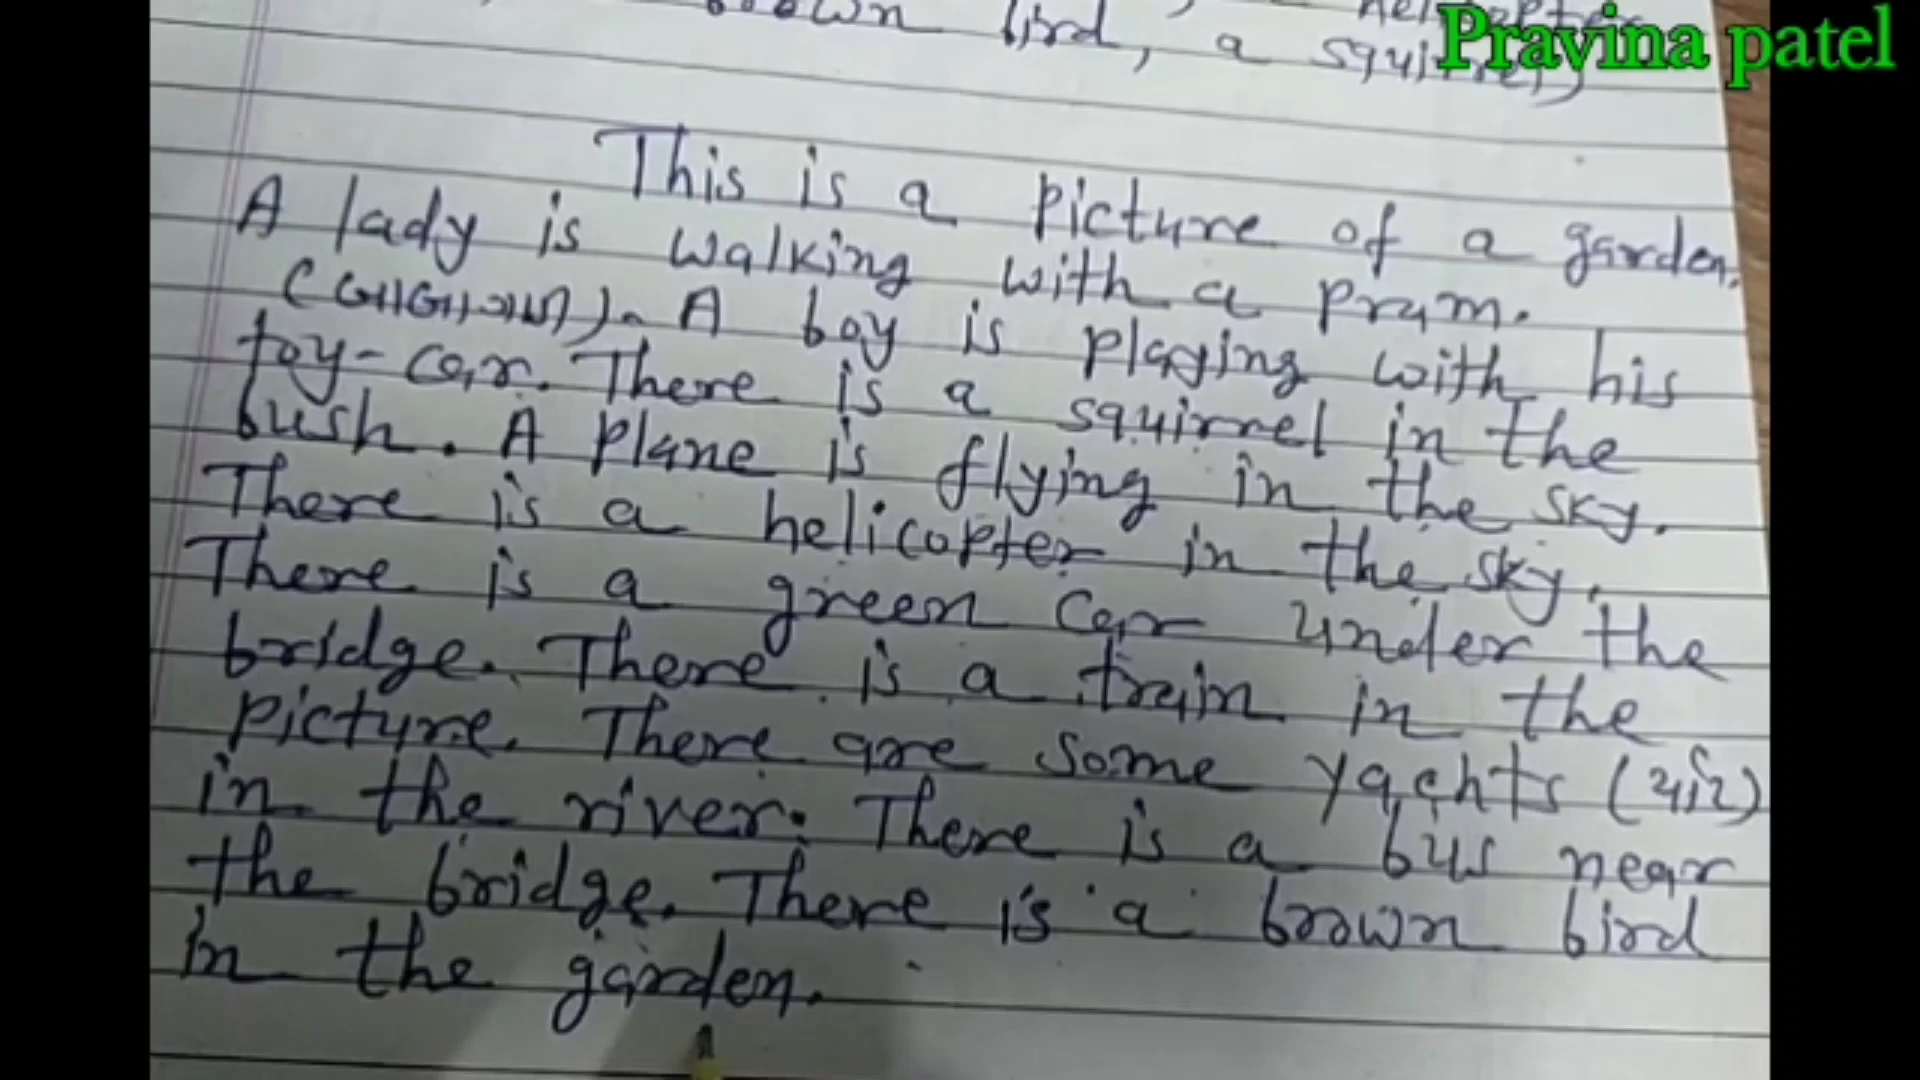 brown bird, a squirrel)
Pravina patel
This is a picture of a garden.
A lady is walking with a pram.
(બાબાગાડી). A boy is playing with his
toy-car. There is a squirrel in the
bush. A plane is flying in the sky.
There is a helicopter in the sky.
There is a green car under the
bridge. There is a train in the
picture. There are some yachts (યાૅટ)
in the river. There is a bus near
the bridge. There is a brown bird
in the garden.